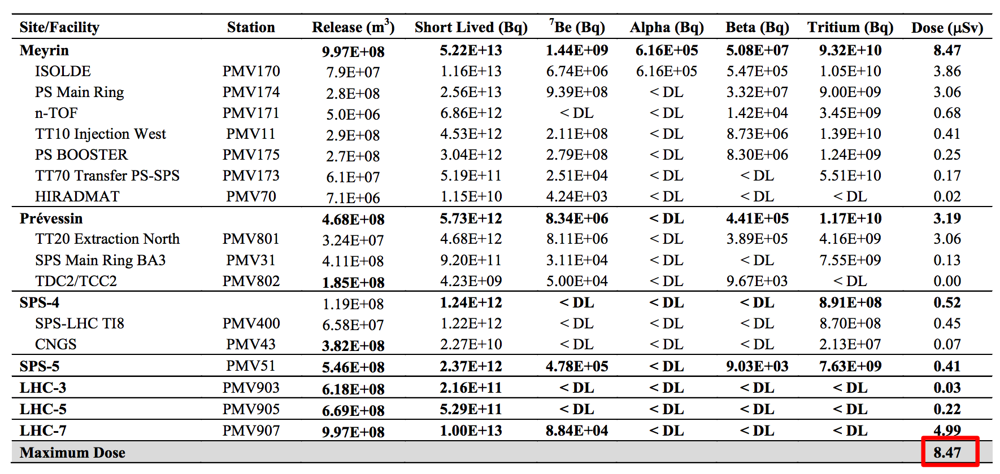 Site/Facility Station Release (m³) Short Lived (Bq) ⁷Be (Bq) Alpha (Bq) Beta (Bq) Tritium (Bq) Dose (µSv)
Meyrin 9.97E+08 5.22E+13 1.44E+09 6.16E+05 5.08E+07 9.32E+10 8.47
ISOLDE PMV170 7.9E+07 1.16E+13 6.74E+06 6.16E+05 5.47E+05 1.05E+10 3.86
PS Main Ring PMV174 2.8E+08 2.56E+13 9.39E+08 < DL 3.32E+07 9.00E+09 3.06
n-TOF PMV171 5.0E+06 6.86E+12 < DL < DL 1.42E+04 3.45E+09 0.68
TT10 Injection West PMV11 2.9E+08 4.53E+12 2.11E+08 < DL 8.73E+06 1.39E+10 0.41
PS BOOSTER PMV175 2.7E+08 3.04E+12 2.79E+08 < DL 8.30E+06 1.24E+09 0.25
TT70 Transfer PS-SPS PMV173 6.1E+07 5.19E+11 2.51E+04 < DL < DL 5.51E+10 0.17
HIRADMAT PMV70 7.1E+06 1.15E+10 4.24E+03 < DL < DL < DL 0.02
Prévessin 4.68E+08 5.73E+12 8.34E+06 < DL 4.41E+05 1.17E+10 3.19
TT20 Extraction North PMV801 3.24E+07 4.68E+12 8.11E+06 < DL 3.89E+05 4.16E+09 3.06
SPS Main Ring BA3 PMV31 4.11E+08 9.20E+11 3.11E+04 < DL < DL 7.55E+09 0.13
TDC2/TCC2 PMV802 1.85E+08 4.23E+09 5.00E+04 < DL 9.67E+03 < DL 0.00
SPS-4 1.19E+08 1.24E+12 < DL < DL < DL 8.91E+08 0.52
SPS-LHC TI8 PMV400 6.58E+07 1.22E+12 < DL < DL < DL 8.70E+08 0.45
CNGS PMV43 3.82E+08 2.27E+10 < DL < DL < DL 2.13E+07 0.07
SPS-5 PMV51 5.46E+08 2.37E+12 4.78E+05 < DL 9.03E+03 7.63E+09 0.41
LHC-3 PMV903 6.18E+08 2.16E+11 < DL < DL < DL < DL 0.03
LHC-5 PMV905 6.69E+08 5.29E+11 < DL < DL < DL < DL 0.22
LHC-7 PMV907 9.97E+08 1.00E+13 8.84E+04 < DL < DL < DL 4.99
Maximum Dose 8.47